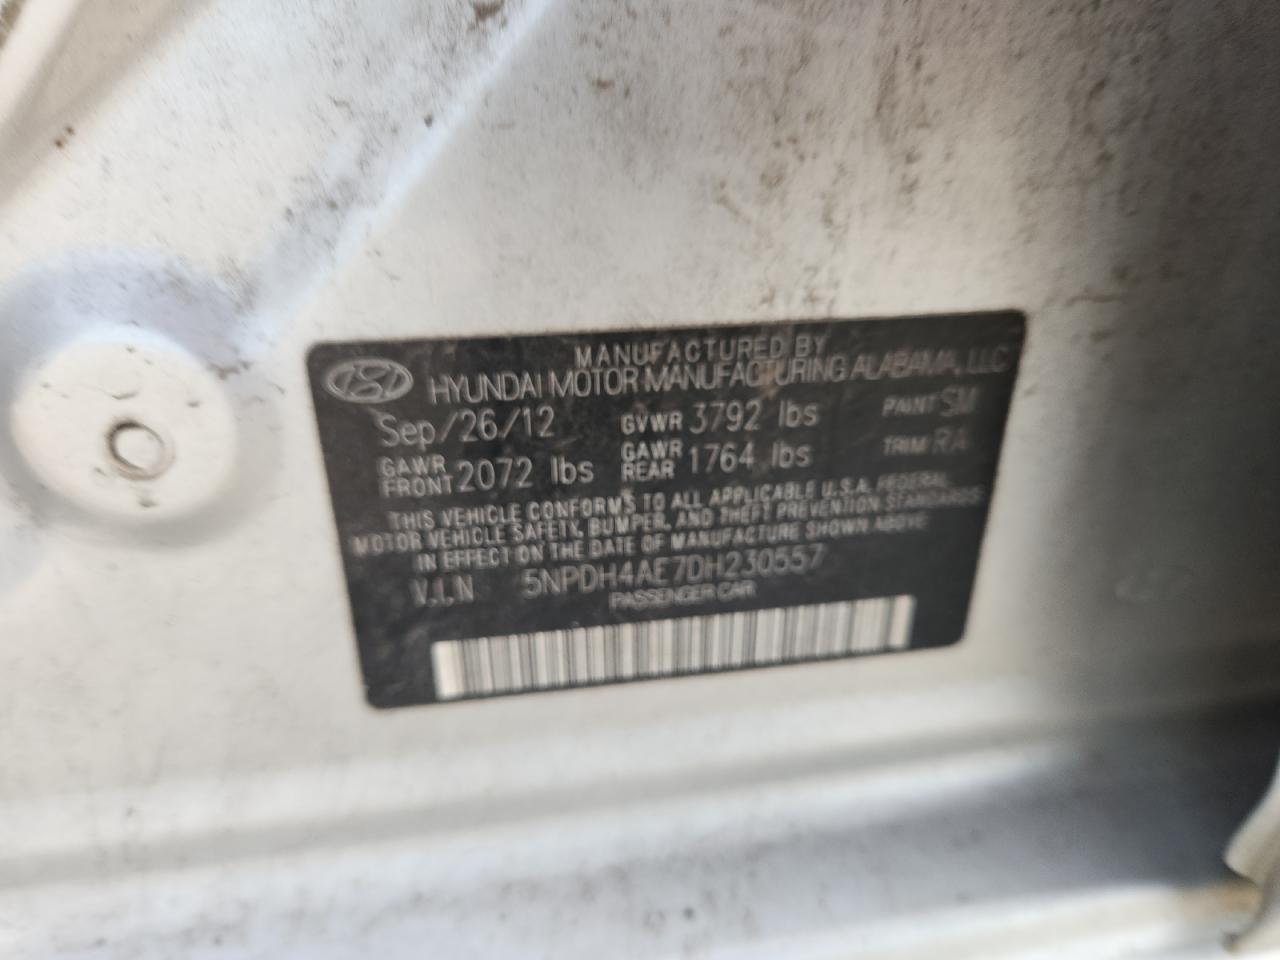 MANUFACTURED BY
HYUNDAI MOTOR MANUFACTURING ALABAMA, LLC
Sep/26/12 GVWR 3792 lbs PAINT SM
GAWR FRONT 2072 lbs GAWR REAR 1764 lbs TRIM RA
THIS VEHICLE CONFORMS TO ALL APPLICABLE U.S.A. FEDERAL
MOTOR VEHICLE SAFETY, BUMPER, AND THEFT PREVENTION STANDARDS
IN EFFECT ON THE DATE OF MANUFACTURE SHOWN ABOVE
V.I.N 5NPDH4AE7DH230557
PASSENGER CAR